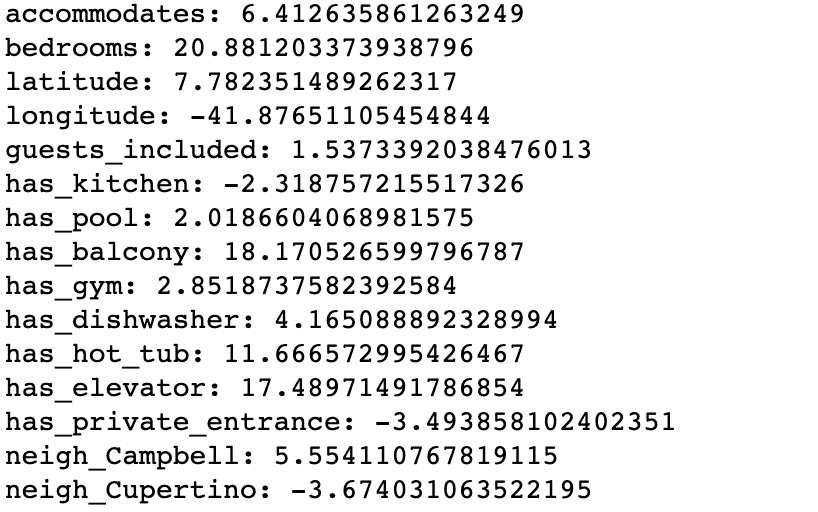 accommodates: 6.412635861263249
bedrooms: 20.881203373938796
latitude: 7.782351489262317
longitude: -41.87651105454844
guests_included: 1.5373392038476013
has_kitchen: -2.318757215517326
has_pool: 2.0186604068981575
has_balcony: 18.170526599796787
has_gym: 2.8518737582392584
has_dishwasher: 4.165088892328994
has_hot_tub: 11.666572995426467
has_elevator: 17.48971491786854
has_private_entrance: -3.493858102402351
neigh_Campbell: 5.554110767819115
neigh_Cupertino: -3.674031063522195